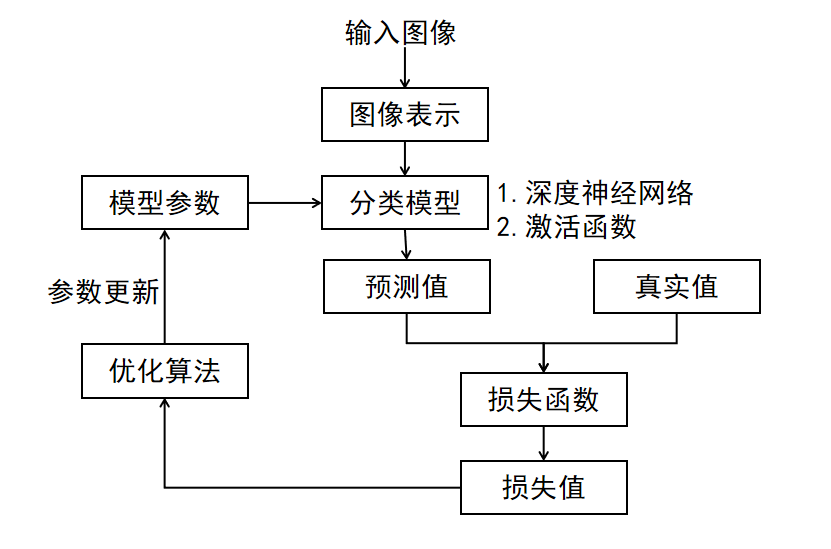 输入图像
图像表示
模型参数
分类模型
1.深度神经网络
2.激活函数
预测值
真实值
参数更新
优化算法
损失函数
损失值